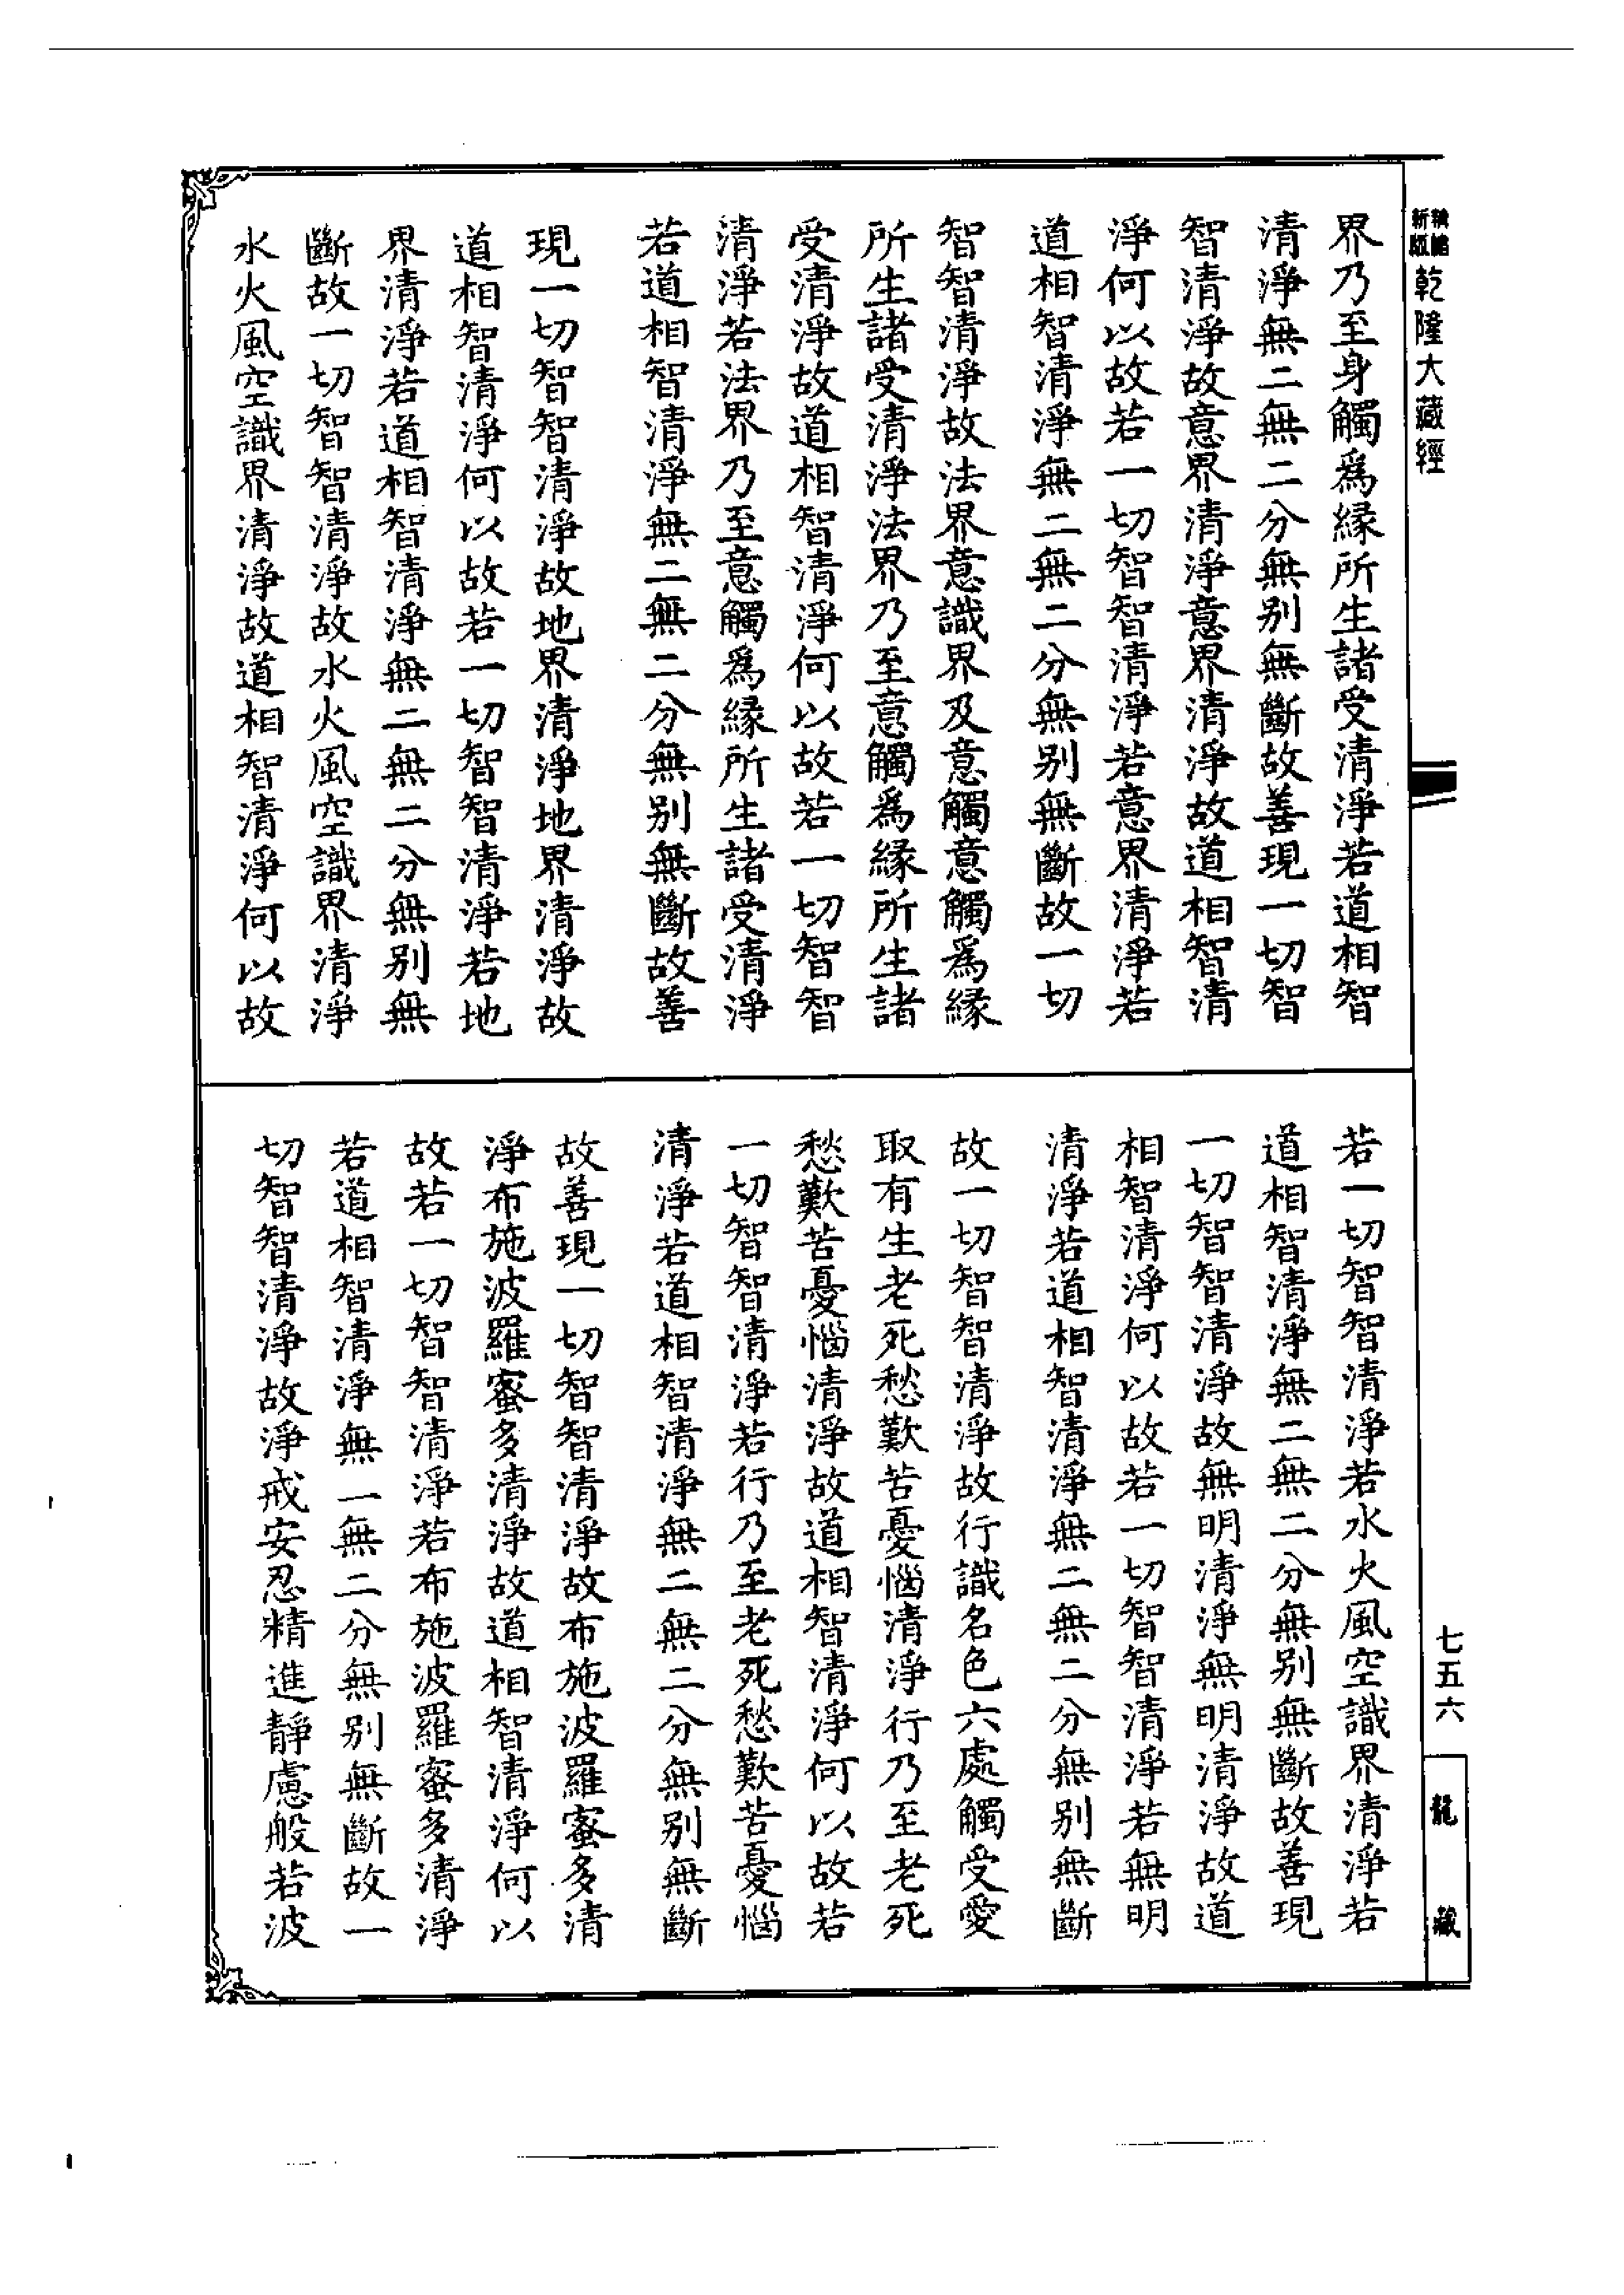 新編縮版 乾隆大藏經
界乃至身觸爲緣所生諸受清淨若道相智
清淨無二無二分無別無斷故善現一切智
智清淨故意界清淨意界清淨故道相智清
淨何以故若一切智智清淨若意界清淨若
道相智清淨無二無二分無別無斷故一切
智智清淨故法界意識界及意觸意觸爲緣
所生諸受清淨法界乃至意觸爲緣所生諸
受清淨故道相智清淨何以故若一切智智
清淨若法界乃至意觸爲緣所生諸受清淨
若道相智清淨無二無二分無別無斷故善
現一切智智清淨故地界清淨地界清淨故
道相智清淨何以故若一切智智清淨若地
界清淨若道相智清淨無二無二分無別無
斷故一切智智清淨故水火風空識界清淨
水火風空識界清淨故道相智清淨何以故
若一切智智清淨若水火風空識界清淨若
道相智清淨無二無二分無別無斷故善現
一切智智清淨故無明清淨無明清淨故道
相智清淨何以故若一切智智清淨若無明
清淨若道相智清淨無二無二分無別無斷
故一切智智清淨故行識名色六處觸受愛
取有生老死愁歎苦憂惱清淨行乃至老死
愁歎苦憂惱清淨故道相智清淨何以故若
一切智智清淨若行乃至老死愁歎苦憂惱
清淨若道相智清淨無二無二分無別無斷
故善現一切智智清淨故布施波羅蜜多清
淨布施波羅蜜多清淨故道相智清淨何以
故若一切智智清淨若布施波羅蜜多清淨
若道相智清淨無一無二分無別無斷故一
切智智清淨故淨戒安忍精進靜慮般若波
七五六
龍藏